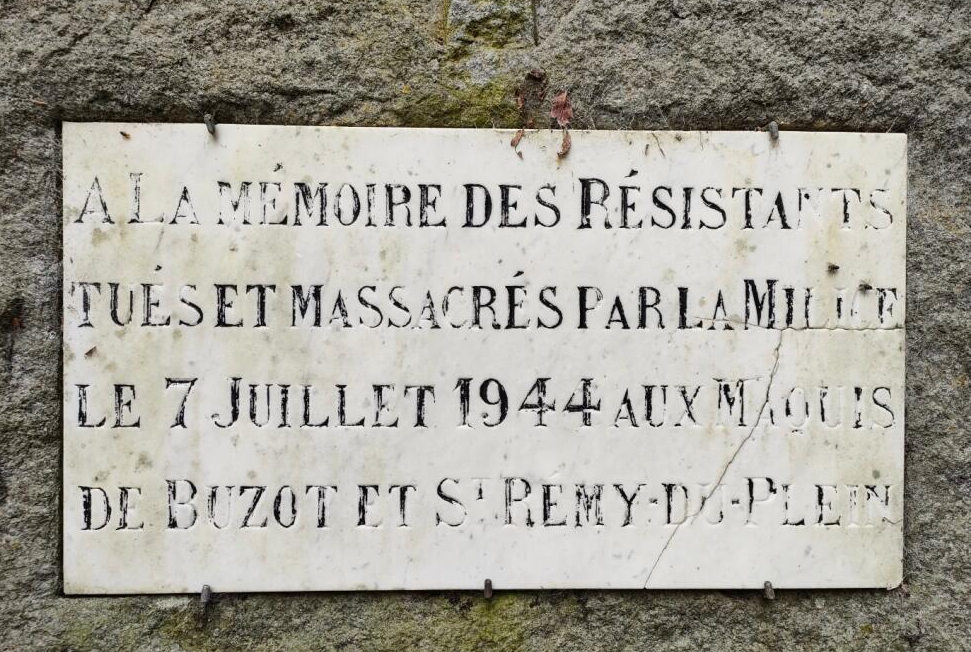 A LA MÉMOIRE DES RÉSISTANTS
TUÉS ET MASSACRÉS PAR LA MILICE
LE 7 JUILLET 1944 AUX MAQUIS
DE BUZOT ET ST RÉMY-DU-PLEIN